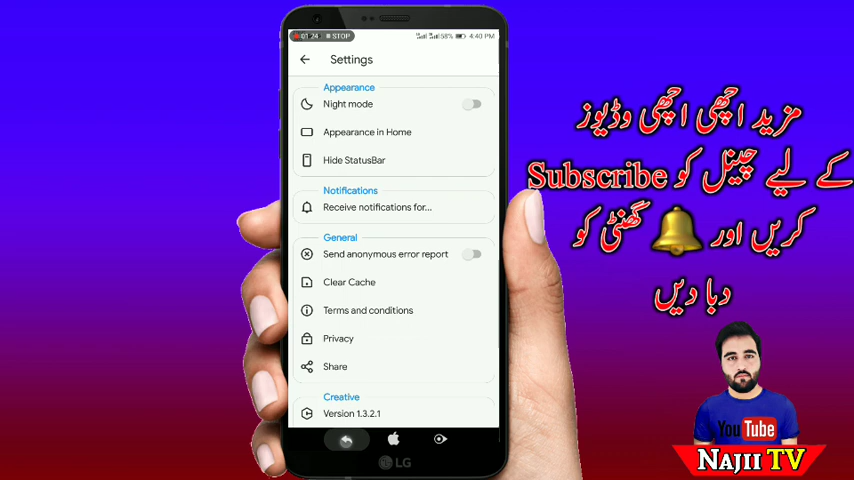 01:24 STOP 58% 4:40 PM
Settings
Appearance
Night mode
Appearance in Home
Hide StatusBar
Notifications
Receive notifications for...
General
Send anonymous error report
Clear Cache
Terms and conditions
Privacy
Share
Creative
Version 1.3.2.1
LG
مزید اچھی اچھی وڈیوز
کے لیے چینل کو Subscribe
کریں اور 🔔 گھنٹی کو
دبا دیں
You Tube
NAJII TV